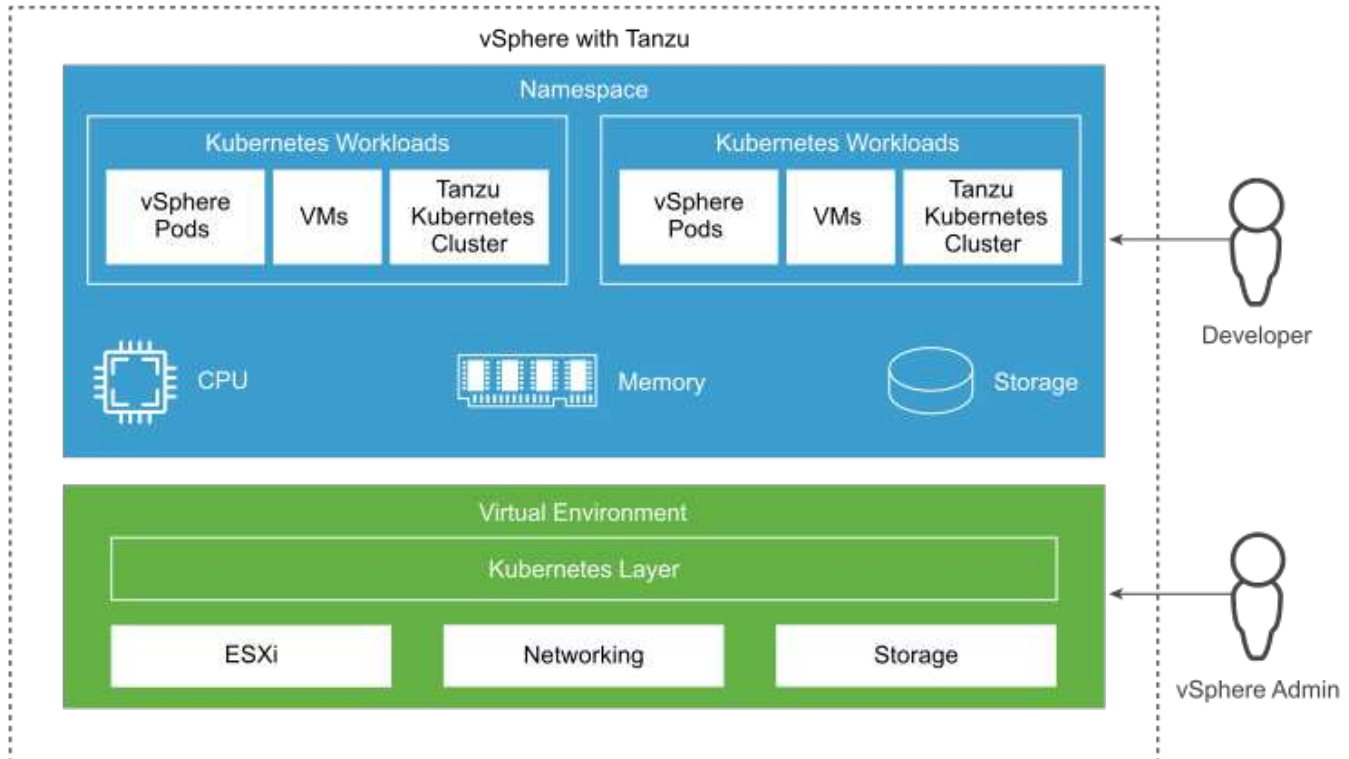 vSphere with Tanzu
Namespace
Kubernetes Workloads
vSphere
Pods
VMs
Tanzu
Kubernetes
Cluster
Kubernetes Workloads
vSphere
Pods
VMs
Tanzu
Kubernetes
Cluster
CPU
Memory
Storage
Developer
Virtual Environment
Kubernetes Layer
ESXi
Networking
Storage
vSphere Admin